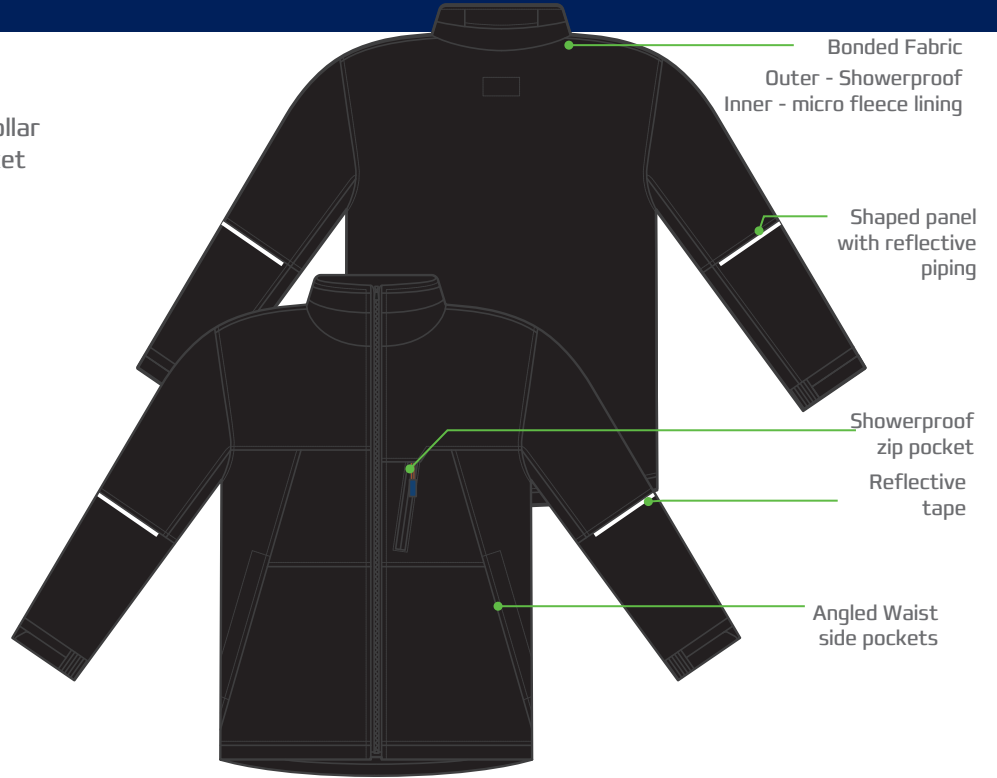 Bonded Fabric
Outer - Showerproof
Inner - micro fleece lining
Shaped panel
with reflective
piping
Showerproof
zip pocket
Reflective
tape
Angled Waist
side pockets